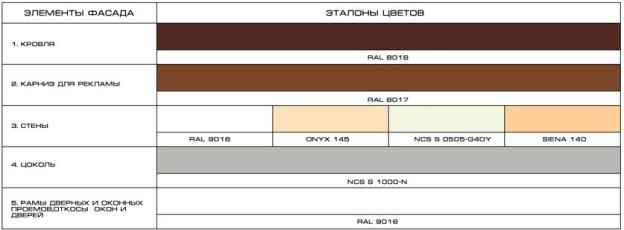 ЭЛЕМЕНТЫ ФАСАДА
ЭТАЛОНЫ ЦВЕТОВ
1. КРОВЛЯ
RAL 8016
2. КАРНИЗ ДЛЯ РЕКЛАМЫ
RAL 8017
3. СТЕНЫ
RAL 9016
ONYX 145
NCS S 0505-G40Y
SIENA 140
4. ЦОКОЛЬ
NCS S 1000-N
5. РАМЫ ДВЕРНЫХ И ОКОННЫХ
ПРОЕМОВ,ОТКОСЫ ОКОН И
ДВЕРЕЙ
RAL 9016